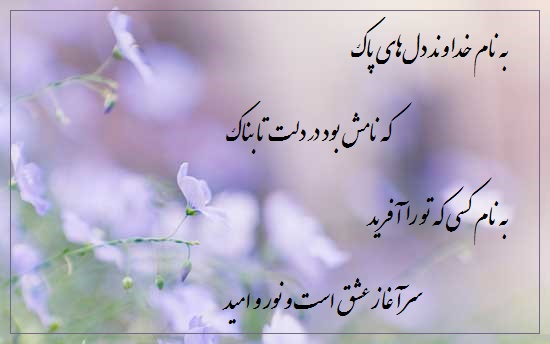 به نام خداوند دل های پاک
که نامش بود در دلت تابناک
به نام کسی که تو را آفرید
سرآغاز عشق است و نور و امید